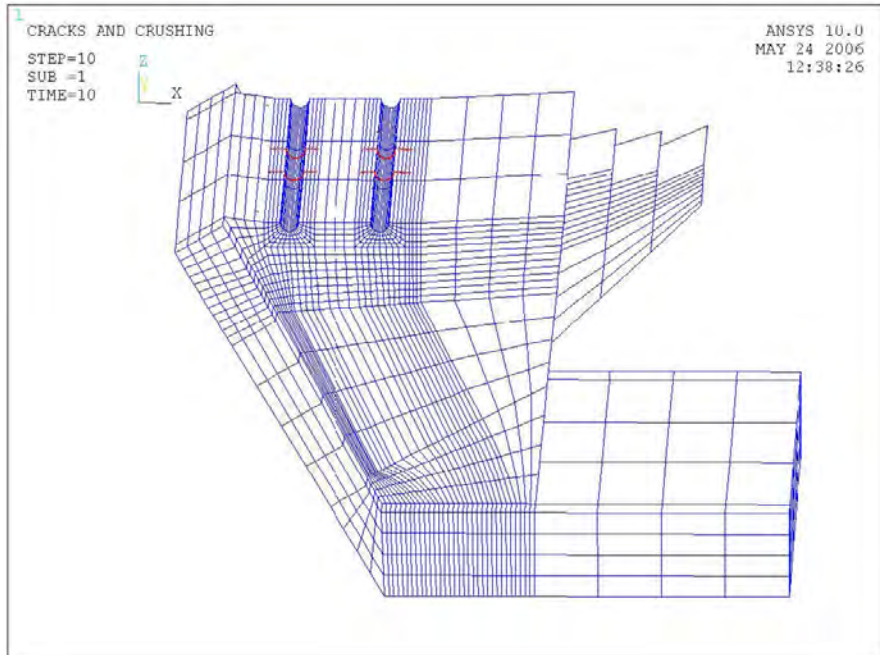 1
CRACKS AND CRUSHING
STEP=10
SUB =1
TIME=10
Z
Y
X
ANSYS 10.0
MAY 24 2006
12:38:26